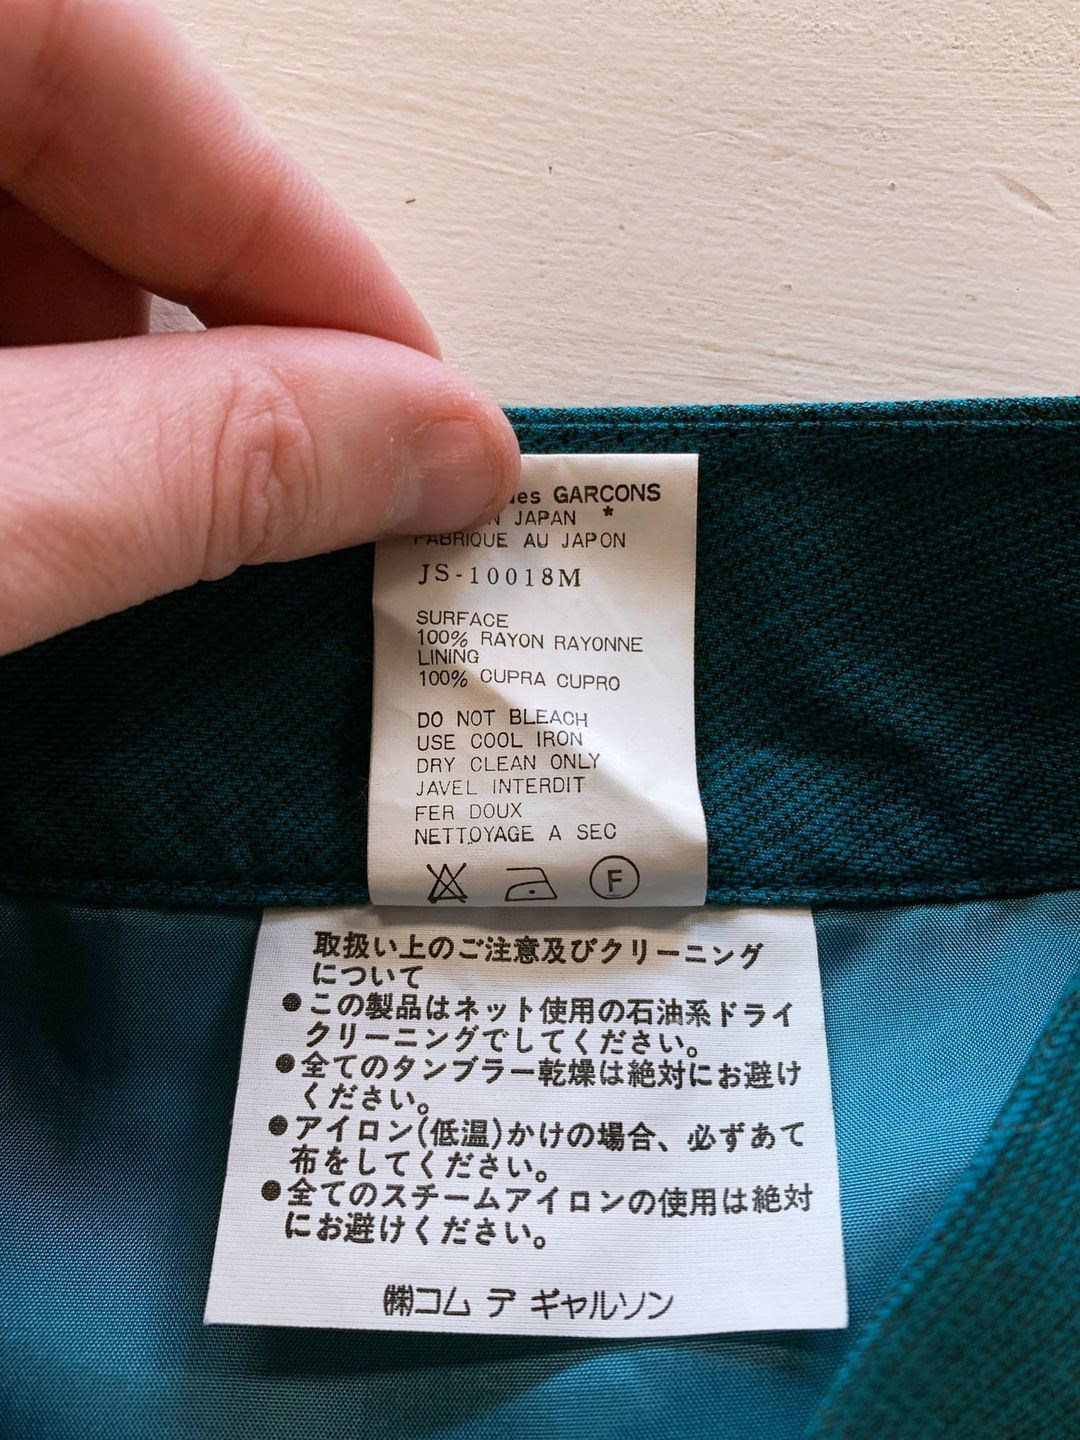 des GARCONS
JAPAN *
FABRIQUE AU JAPON
JS-10018M
SURFACE
100% RAYON RAYONNE
LINING
100% CUPRA CUPRO
DO NOT BLEACH
USE COOL IRON
DRY CLEAN ONLY
JAVEL INTERDIT
FER DOUX
NETTOYAGE A SEC
F
取扱い上のご注意及びクリーニング
について
●この製品はネット使用の石油系ドライ
クリーニングでしてください。
●全てのタンブラー乾燥は絶対にお避け
ください。
●アイロン(低温)かけの場合、必ずあて
布をしてください。
●全てのスチームアイロンの使用は絶対
にお避けください。
㈱コム デ ギャルソン